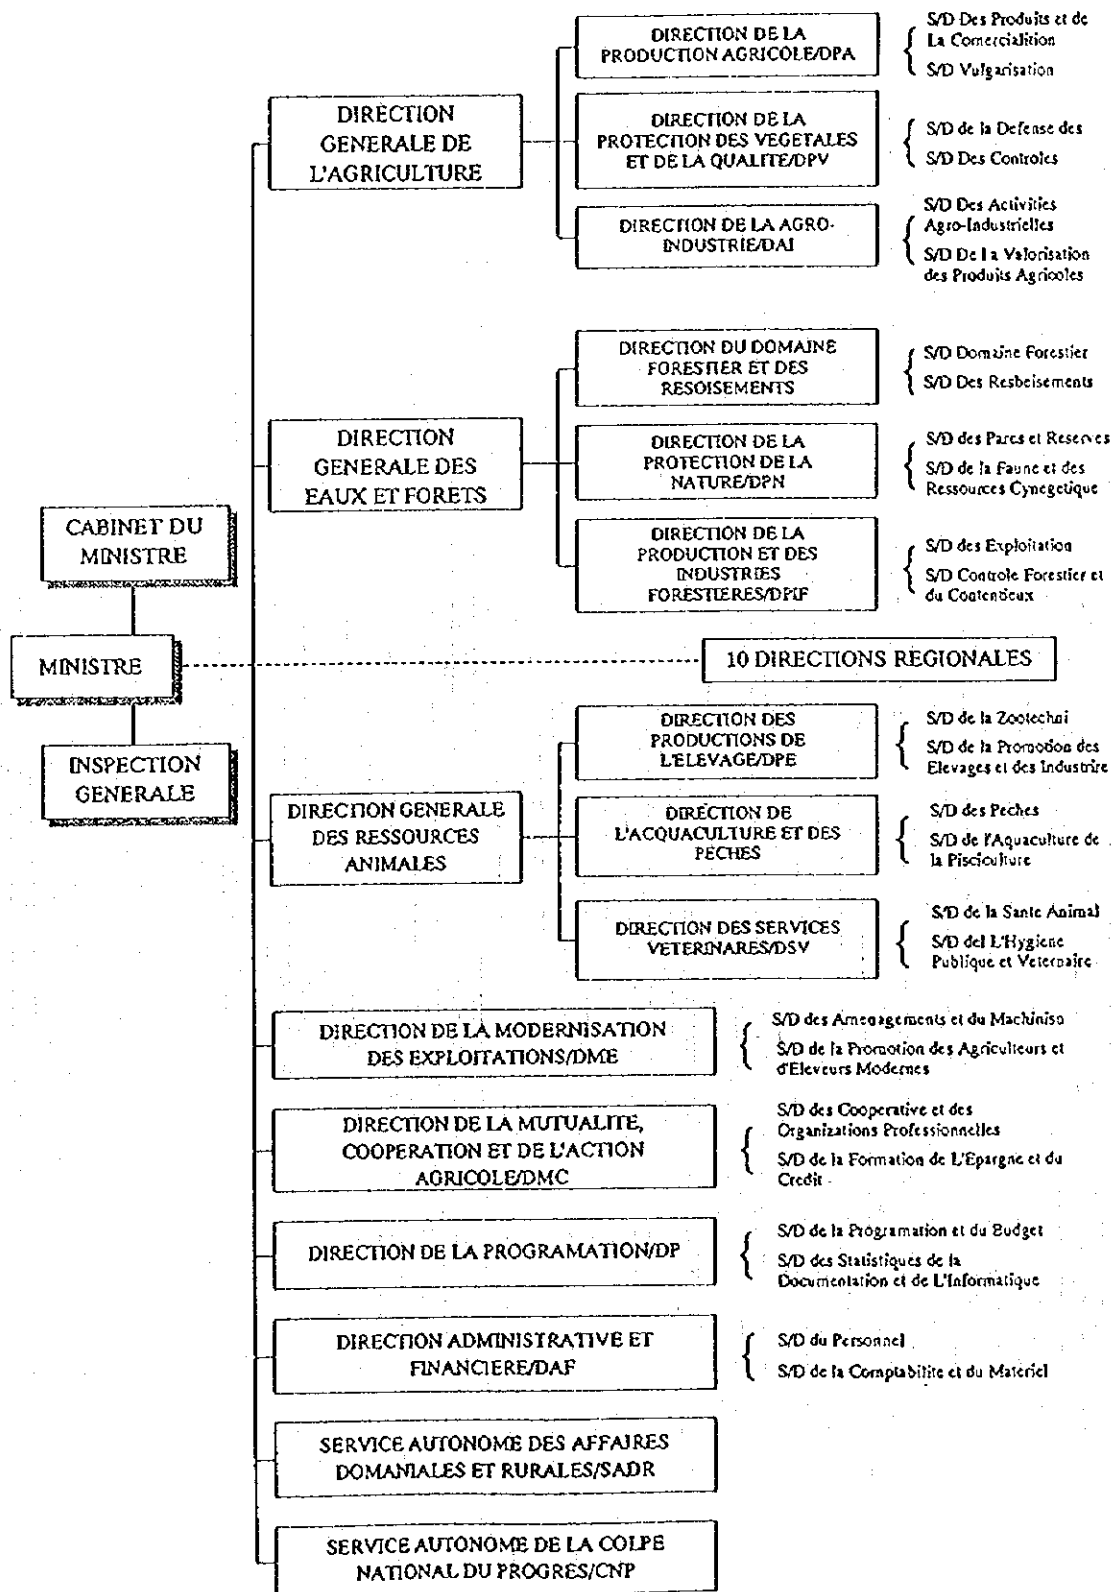 DIRECTION DE LA
PRODUCTION AGRICOLE/DPA
S/D Des Produits et de
La Comercialition
S/D Vulgarisation
DIRECTION
GENERALE DE
L'AGRICULTURE
DIRECTION DE LA
PROTECTION DES VEGETALES
ET DE LA QUALITE/DPV
S/D de la Defense des
S/D Des Controles
DIRECTION DE LA AGRO-
INDUSTRIE/DAI
S/D Des Activities
Agro-Industrielles
S/D De La Valorisation
des Produits Agricoles
DIRECTION DU DOMAINE
FORESTIER ET DES
RESOISEMENTS
S/D Domaine Forestier
S/D Des Resbeisements
DIRECTION
GENERALE DES
EAUX ET FORETS
DIRECTION DE LA
PROTECTION DE LA
NATURE/DPN
S/D des Parcs et Reserves
S/D de la Faune et des
Ressources Cynegetique
DIRECTION DE LA
PRODUCTION ET DES
INDUSTRIES
FORESTIERES/DPIF
S/D des Exploitation
S/D Controle Forestier et
du Contentieux
CABINET DU
MINISTRE
MINISTRE
10 DIRECTIONS REGIONALES
INSPECTION
GENERALE
DIRECTION DES
PRODUCTIONS DE
L'ELEVAGE/DPE
S/D de la Zootechni
S/D de la Promotion des
Elevages et des Industrire
DIRECTION GENERALE
DES RESSOURCES
ANIMALES
DIRECTION DE
L'ACQUACULTURE ET DES
PECHES
S/D des Peches
S/D de l'Aquaculture de
la Pisciculture
DIRECTION DES SERVICES
VETERINARES/DSV
S/D de la Sante Animal
S/D del L'Hygiene
Publique et Veternaire
DIRECTION DE LA MODERNISATION
DES EXPLOITATIONS/DME
S/D des Amenagements et du Machiniso
S/D de la Promotion des Agriculteurs et
d'Eleveurs Modernes
DIRECTION DE LA MUTUALITE,
COOPERATION ET DE L'ACTION
AGRICOLE/DMC
S/D des Cooperative et des
Organizations Professionnelles
S/D de la Formation de L'Epargne et du
Credit
DIRECTION DE LA PROGRAMATION/DP
S/D de la Programation et du Budget
S/D des Statistiques de la
Documentation et de L'Informatique
DIRECTION ADMINISTRATIVE ET
FINANCIERE/DAF
S/D du Personnel
S/D de la Comptabilite et du Materiel
SERVICE AUTONOME DES AFFAIRES
DOMANIALES ET RURALES/SADR
SERVICE AUTONOME DE LA COLPE
NATIONAL DU PROGRES/CNP